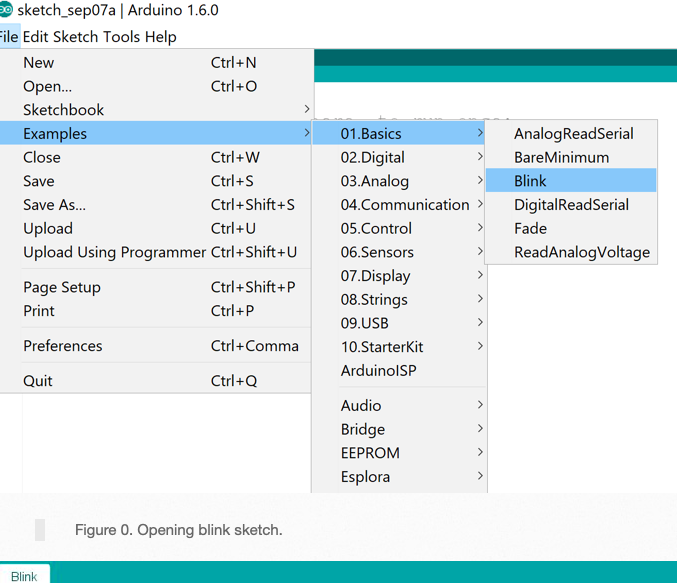 sketch_sep07a | Arduino 1.6.0
File Edit Sketch Tools Help
New Ctrl+N
Open... Ctrl+O
Sketchbook
Examples
Close Ctrl+W
Save Ctrl+S
Save As... Ctrl+Shift+S
Upload Ctrl+U
Upload Using Programmer Ctrl+Shift+U
Page Setup Ctrl+Shift+P
Print Ctrl+P
Preferences Ctrl+Comma
Quit Ctrl+Q
01.Basics
02.Digital
03.Analog
04.Communication
05.Control
06.Sensors
07.Display
08.Strings
09.USB
10.StarterKit
ArduinoISP
Audio
Bridge
EEPROM
Esplora
AnalogReadSerial
BareMinimum
Blink
DigitalReadSerial
Fade
ReadAnalogVoltage
Figure 0. Opening blink sketch.
Blink